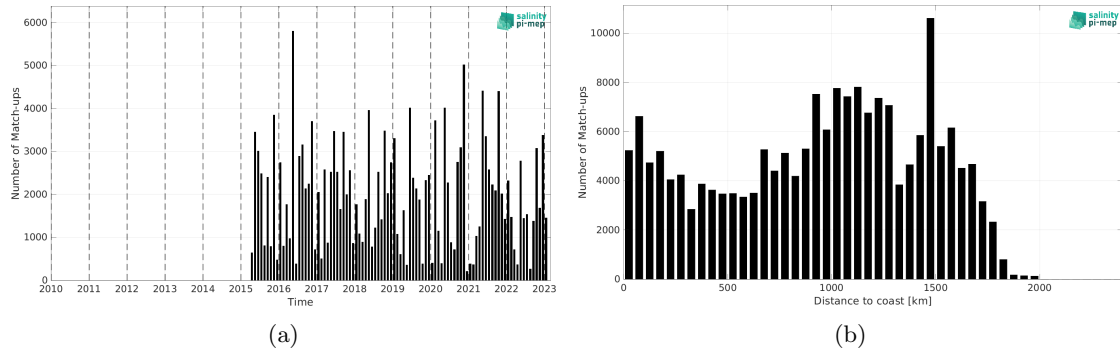 salinity
pi-mep
6000
5000
4000
3000
2000
1000
0
Number of Match-ups
2010 2011 2012 2013 2014 2015 2016 2017 2018 2019 2020 2021 2022 2023
Time
(a)
salinity
pi-mep
10000
8000
6000
4000
2000
0
Number of Match-ups
0 500 1000 1500 2000
Distance to coast [km]
(b)